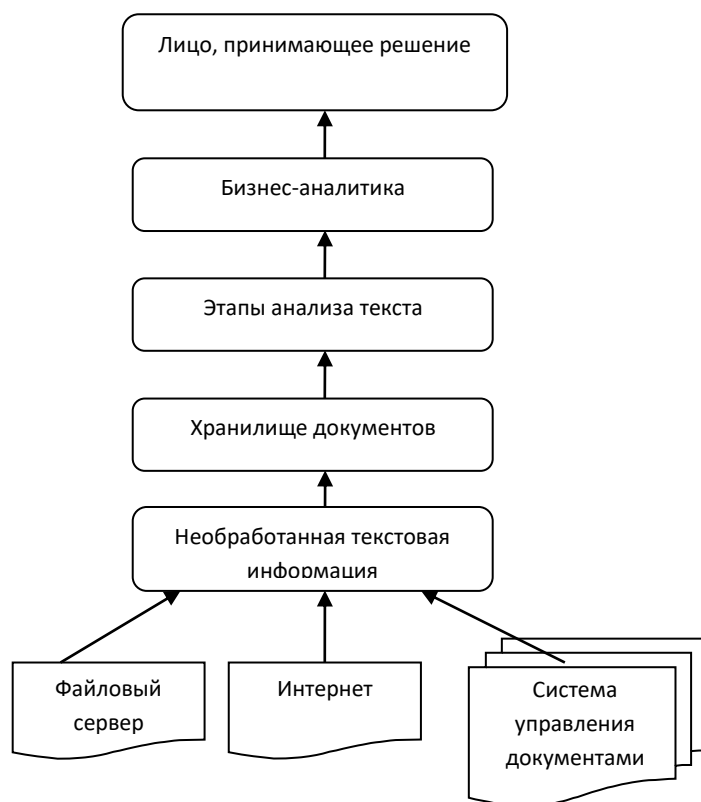 Лицо, принимающее решение
Бизнес-аналитика
Этапы анализа текста
Хранилище документов
Необработанная текстовая
информация
Файловый
сервер
Интернет
Система
управления
документами